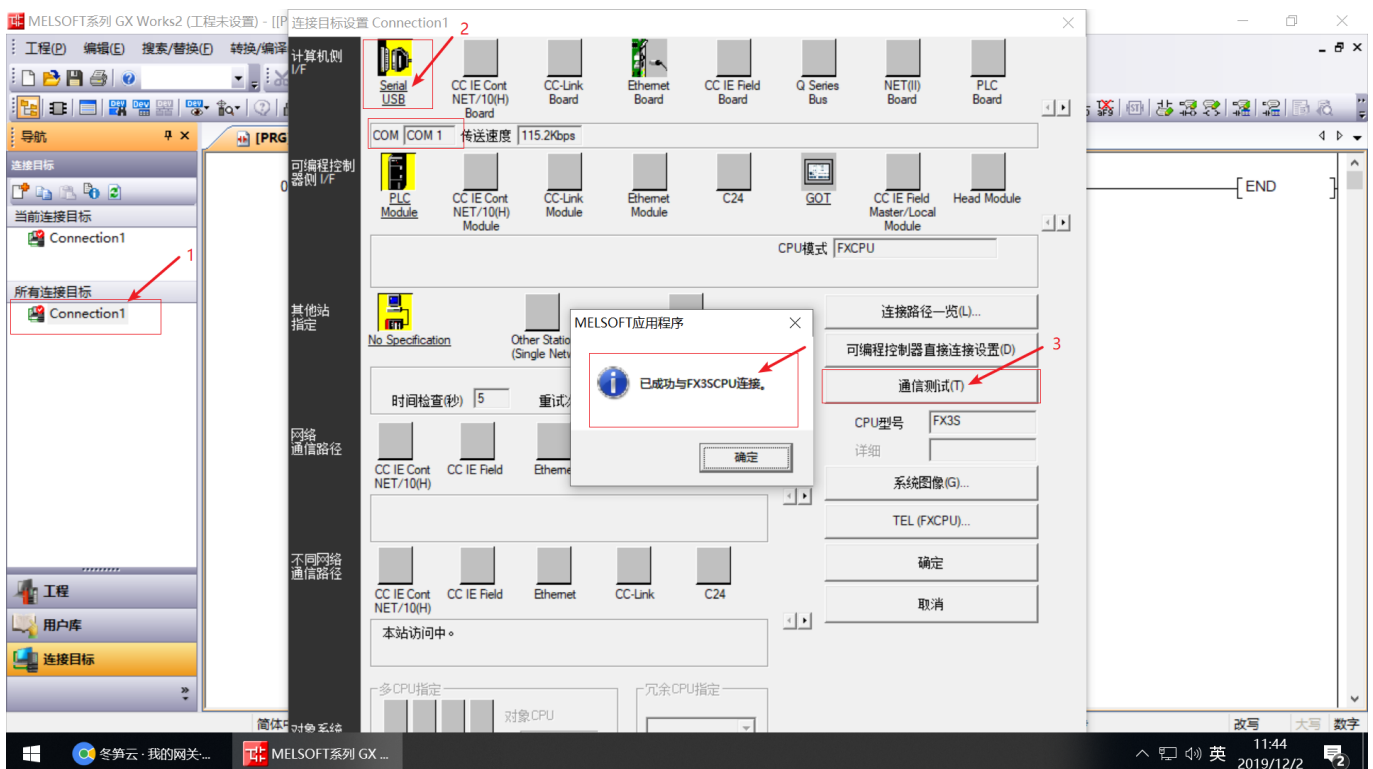 MELSOFT系列 GX Works2 (工程未设置) - [[P
连接目标设置 Connection1
2
工程(P) 编辑(E) 搜索/替换(F) 转换/编译
导航
[PRG
连接目标
当前连接目标
Connection1
1
所有连接目标
Connection1
工程
用户库
连接目标
0
END
计算机侧
I/F
Serial
USB
CC IE Cont
NET/10(H)
Board
CC-Link
Board
Ethernet
Board
CC IE Field
Board
Q Series
Bus
NET(II)
Board
PLC
Board
COM COM 1 传送速度 115.2Kbps
可编程控制
器侧 I/F
PLC
Module
CC IE Cont
NET/10(H)
Module
CC-Link
Module
Ethernet
Module
C24
GOT
CC IE Field
Master/Local
Module
Head Module
CPU模式 FXCPU
其他站
指定
No Specification
Other Statio
(Single Netw
时间检查(秒) 5 重试
MELSOFT应用程序
已成功与FX3SCPU连接。
确定
连接路径一览(L)...
可编程控制器直接连接设置(D)
3
通信测试(T)
CPU型号 FX3S
详细
系统图像(G)...
TEL (FXCPU)...
确定
取消
网络
通信路径
CC IE Cont
NET/10(H)
CC IE Field
Etherne
不同网络
通信路径
CC IE Cont
NET/10(H)
CC IE Field
Ethernet
CC-Link
C24
本站访问中。
多CPU指定
对象CPU
冗余CPU指定
对象系统
简体中
改写 大写 数字
冬笋云 · 我的网关·...
MELSOFT系列 GX ...
英
11:44
2019/12/2
2